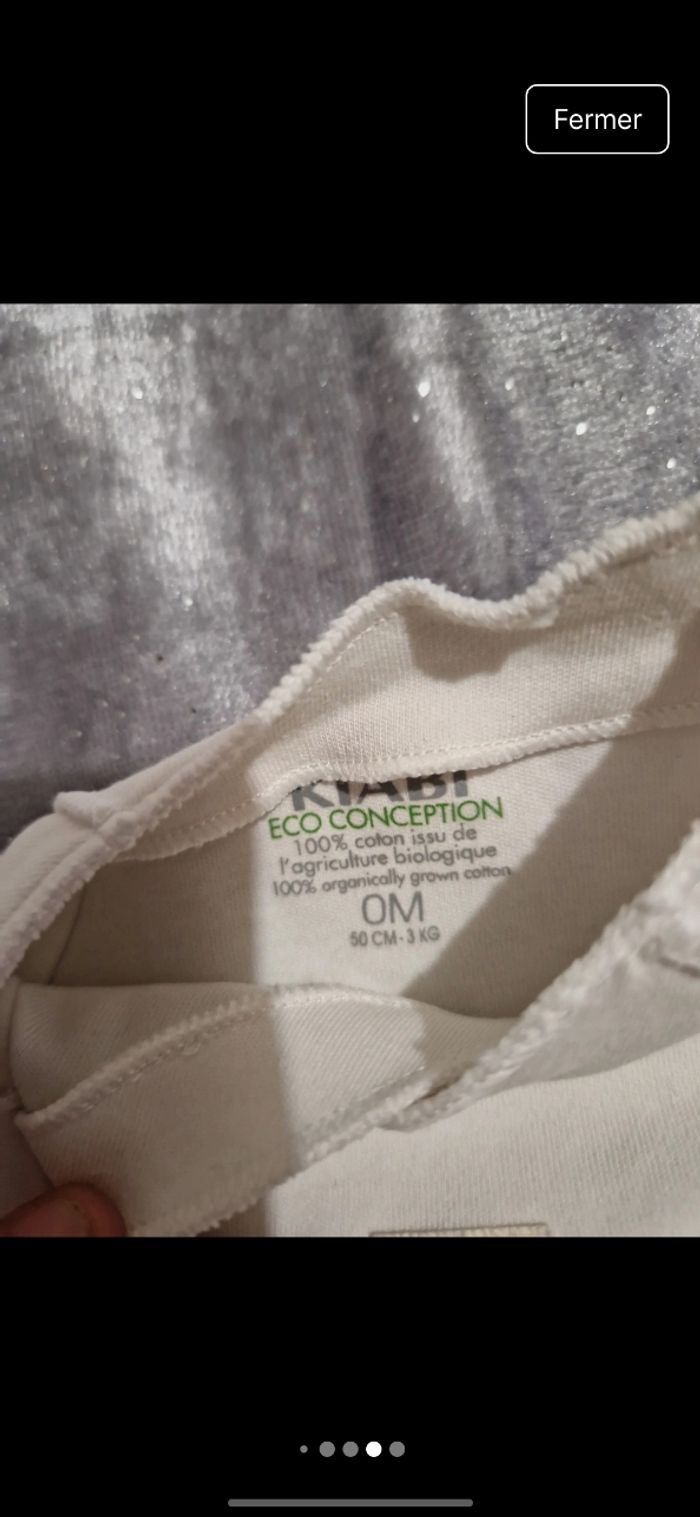 Fermer
KIABI
ECO CONCEPTION
100% coton issu de
l'agriculture biologique
100% organically grown cotton
0M
50 CM-3 KG